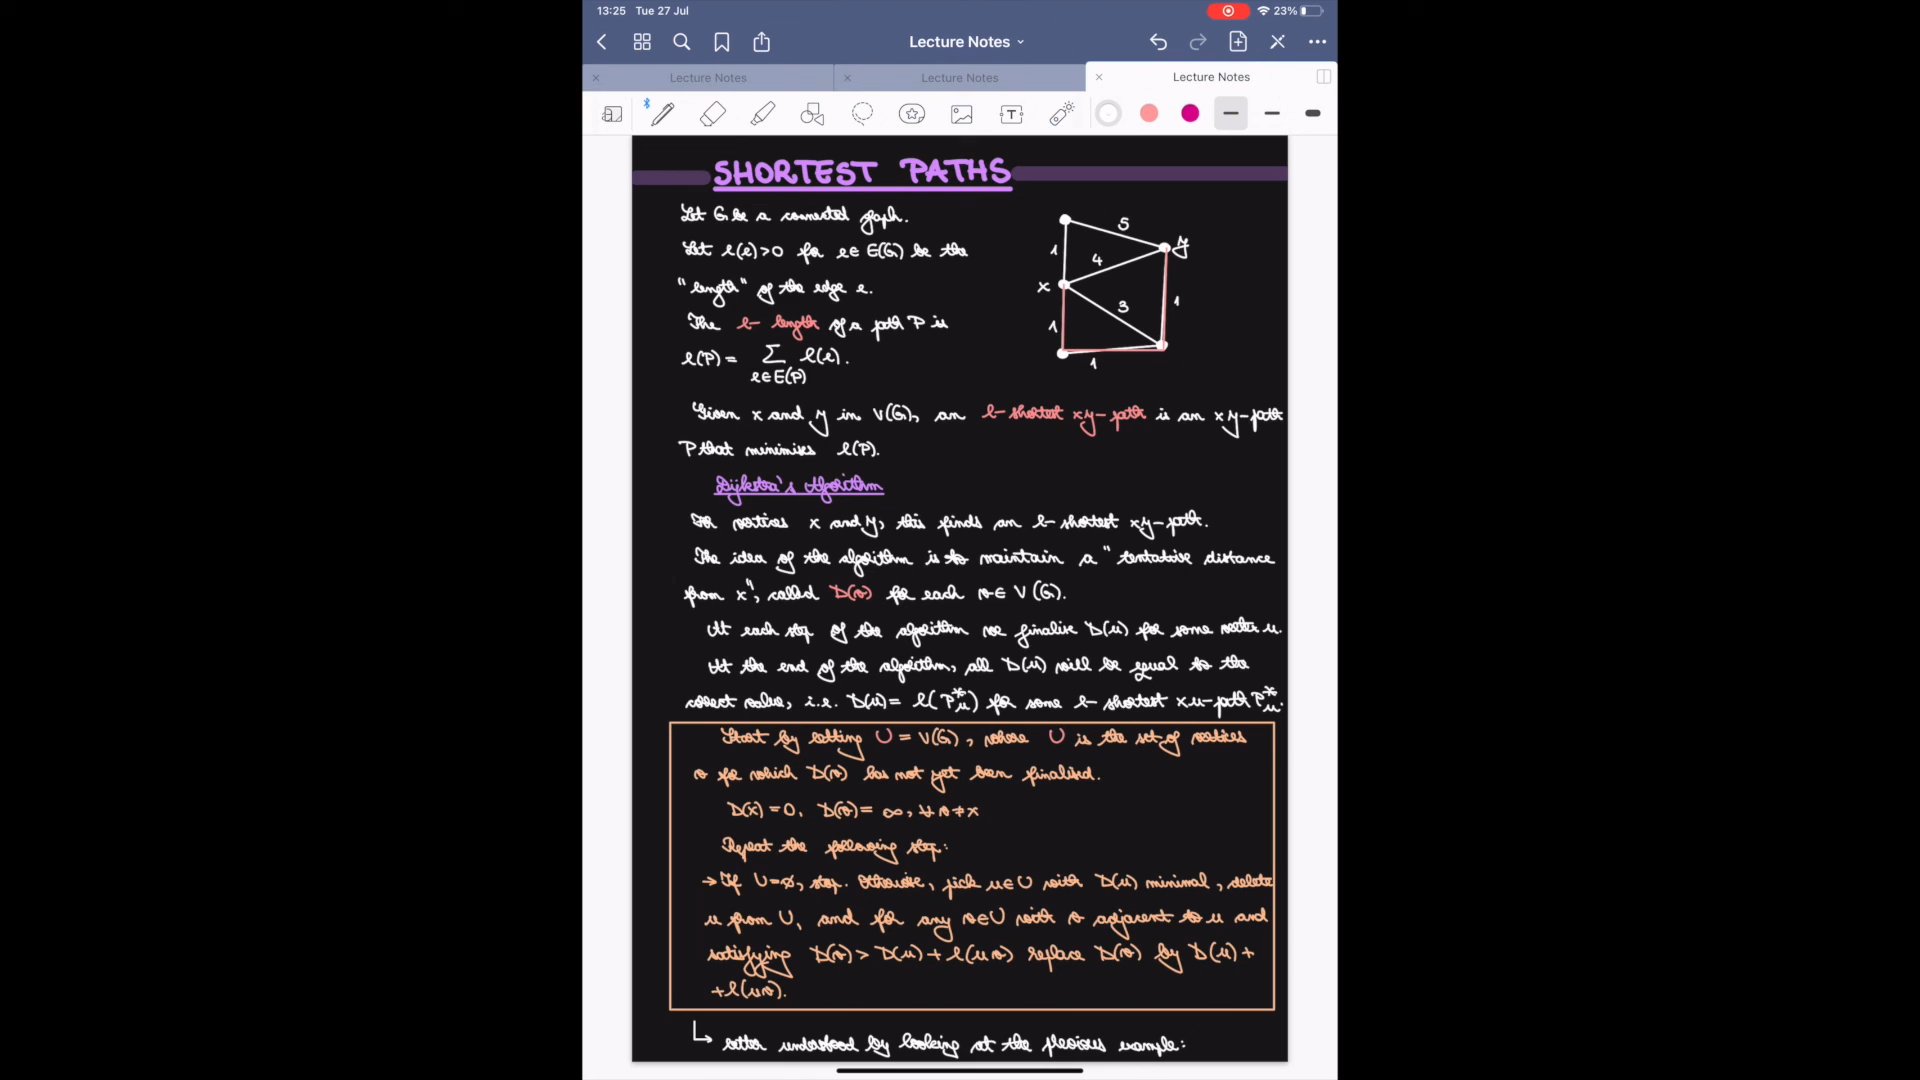 13:25 Tue 27 Jul 23%
Lecture Notes
Lecture Notes Lecture Notes Lecture Notes
SHORTEST PATHS
Let G be a connected graph.
Let l(e)>0 for e∈E(G) be the
"length" of the edge e.
The l-length of a path P is
l(P) = Σ l(e).
e∈E(P)
5
y
1
4
x
3
1
1
1
Given x and y in V(G), an l-shortest xy-path is an xy-path
P that minimises l(P).
Dijkstra's Algorithm
For vertices x and y, this finds an l-shortest xy-path.
The idea of the algorithm is to maintain a "tentative distance
from x", called D(v) for each v∈V(G).
At each step of the algorithm we finalise D(u) for some vertex u.
At the end of the algorithm, all D(u) will be equal to the
correct value, i.e. D(u) = l(P*u) for some l-shortest xu-path P*u.
Start by setting U = V(G), where U is the set of vertices
v for which D(v) has not yet been finalised.
D(x) = 0, D(v) = ∞, ∀ v ≠ x
Repeat the following step:
→ If U=∅, stop. Otherwise, pick u∈U with D(u) minimal, delete
u from U, and for any v∈U with v adjacent to u and
satisfying D(v) > D(u) + l(uv) replace D(v) by D(u) +
+ l(uv).
↳ better understood by looking at the previous example: